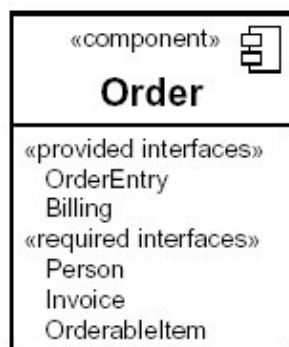 «component»
Order
«provided interfaces»
OrderEntry
Billing
«required interfaces»
Person
Invoice
OrderableItem